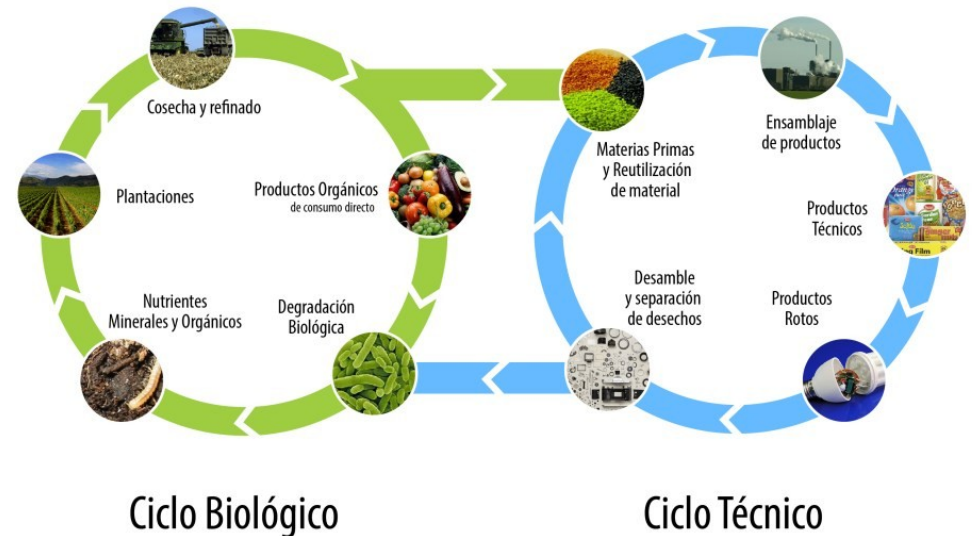 Cosecha y refinado
Plantaciones
Productos Orgánicos
de consumo directo
Nutrientes
Minerales y Orgánicos
Degradación
Biológica
Materias Primas
y Reutilización
de material
Ensamblaje
de productos
Productos
Técnicos
Desamble
y separación
de desechos
Productos
Rotos
Ciclo Biológico
Ciclo Técnico